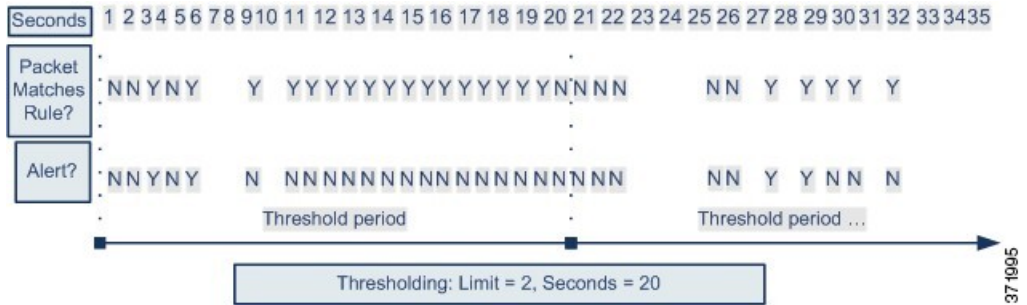 Seconds 1 2 3 4 5 6 7 8 9 10 11 12 13 14 15 16 17 18 19 20 21 22 23 24 25 26 27 28 29 30 31 32 33 34 35
Packet Matches Rule? N N Y N Y Y Y Y Y Y Y Y Y Y Y Y Y Y Y Y Y Y N N N N N N Y Y Y Y Y
Alert? N N Y N Y N N N N N N N N N N N N N N N N N N N N N N N Y Y N N N
Threshold period Threshold period ...
Thresholding: Limit = 2, Seconds = 20
371995